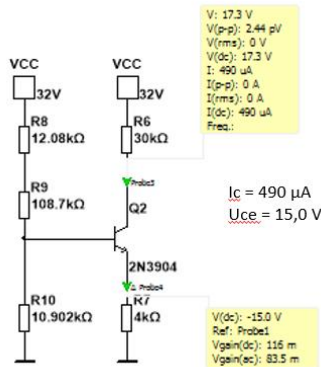 V: 17.3 V
V(p-p): 2.44 pV
V(rms): 0 V
V(dc): 17.3 V
I: 490 uA
I(p-p): 0 A
I(rms): 0 A
I(dc): 490 uA
Freq.:
VCC
VCC
32V
32V
R8
12.08kΩ
R6
30kΩ
Probe3
R9
108.7kΩ
Q2
Ic = 490 µA
Uce = 15,0 V
2N3904
Probe4
R10
10.902kΩ
R7
4kΩ
V(dc): -15.0 V
Ref: Probe1
Vgain(dc): 116 m
Vgain(ac): 83.5 m